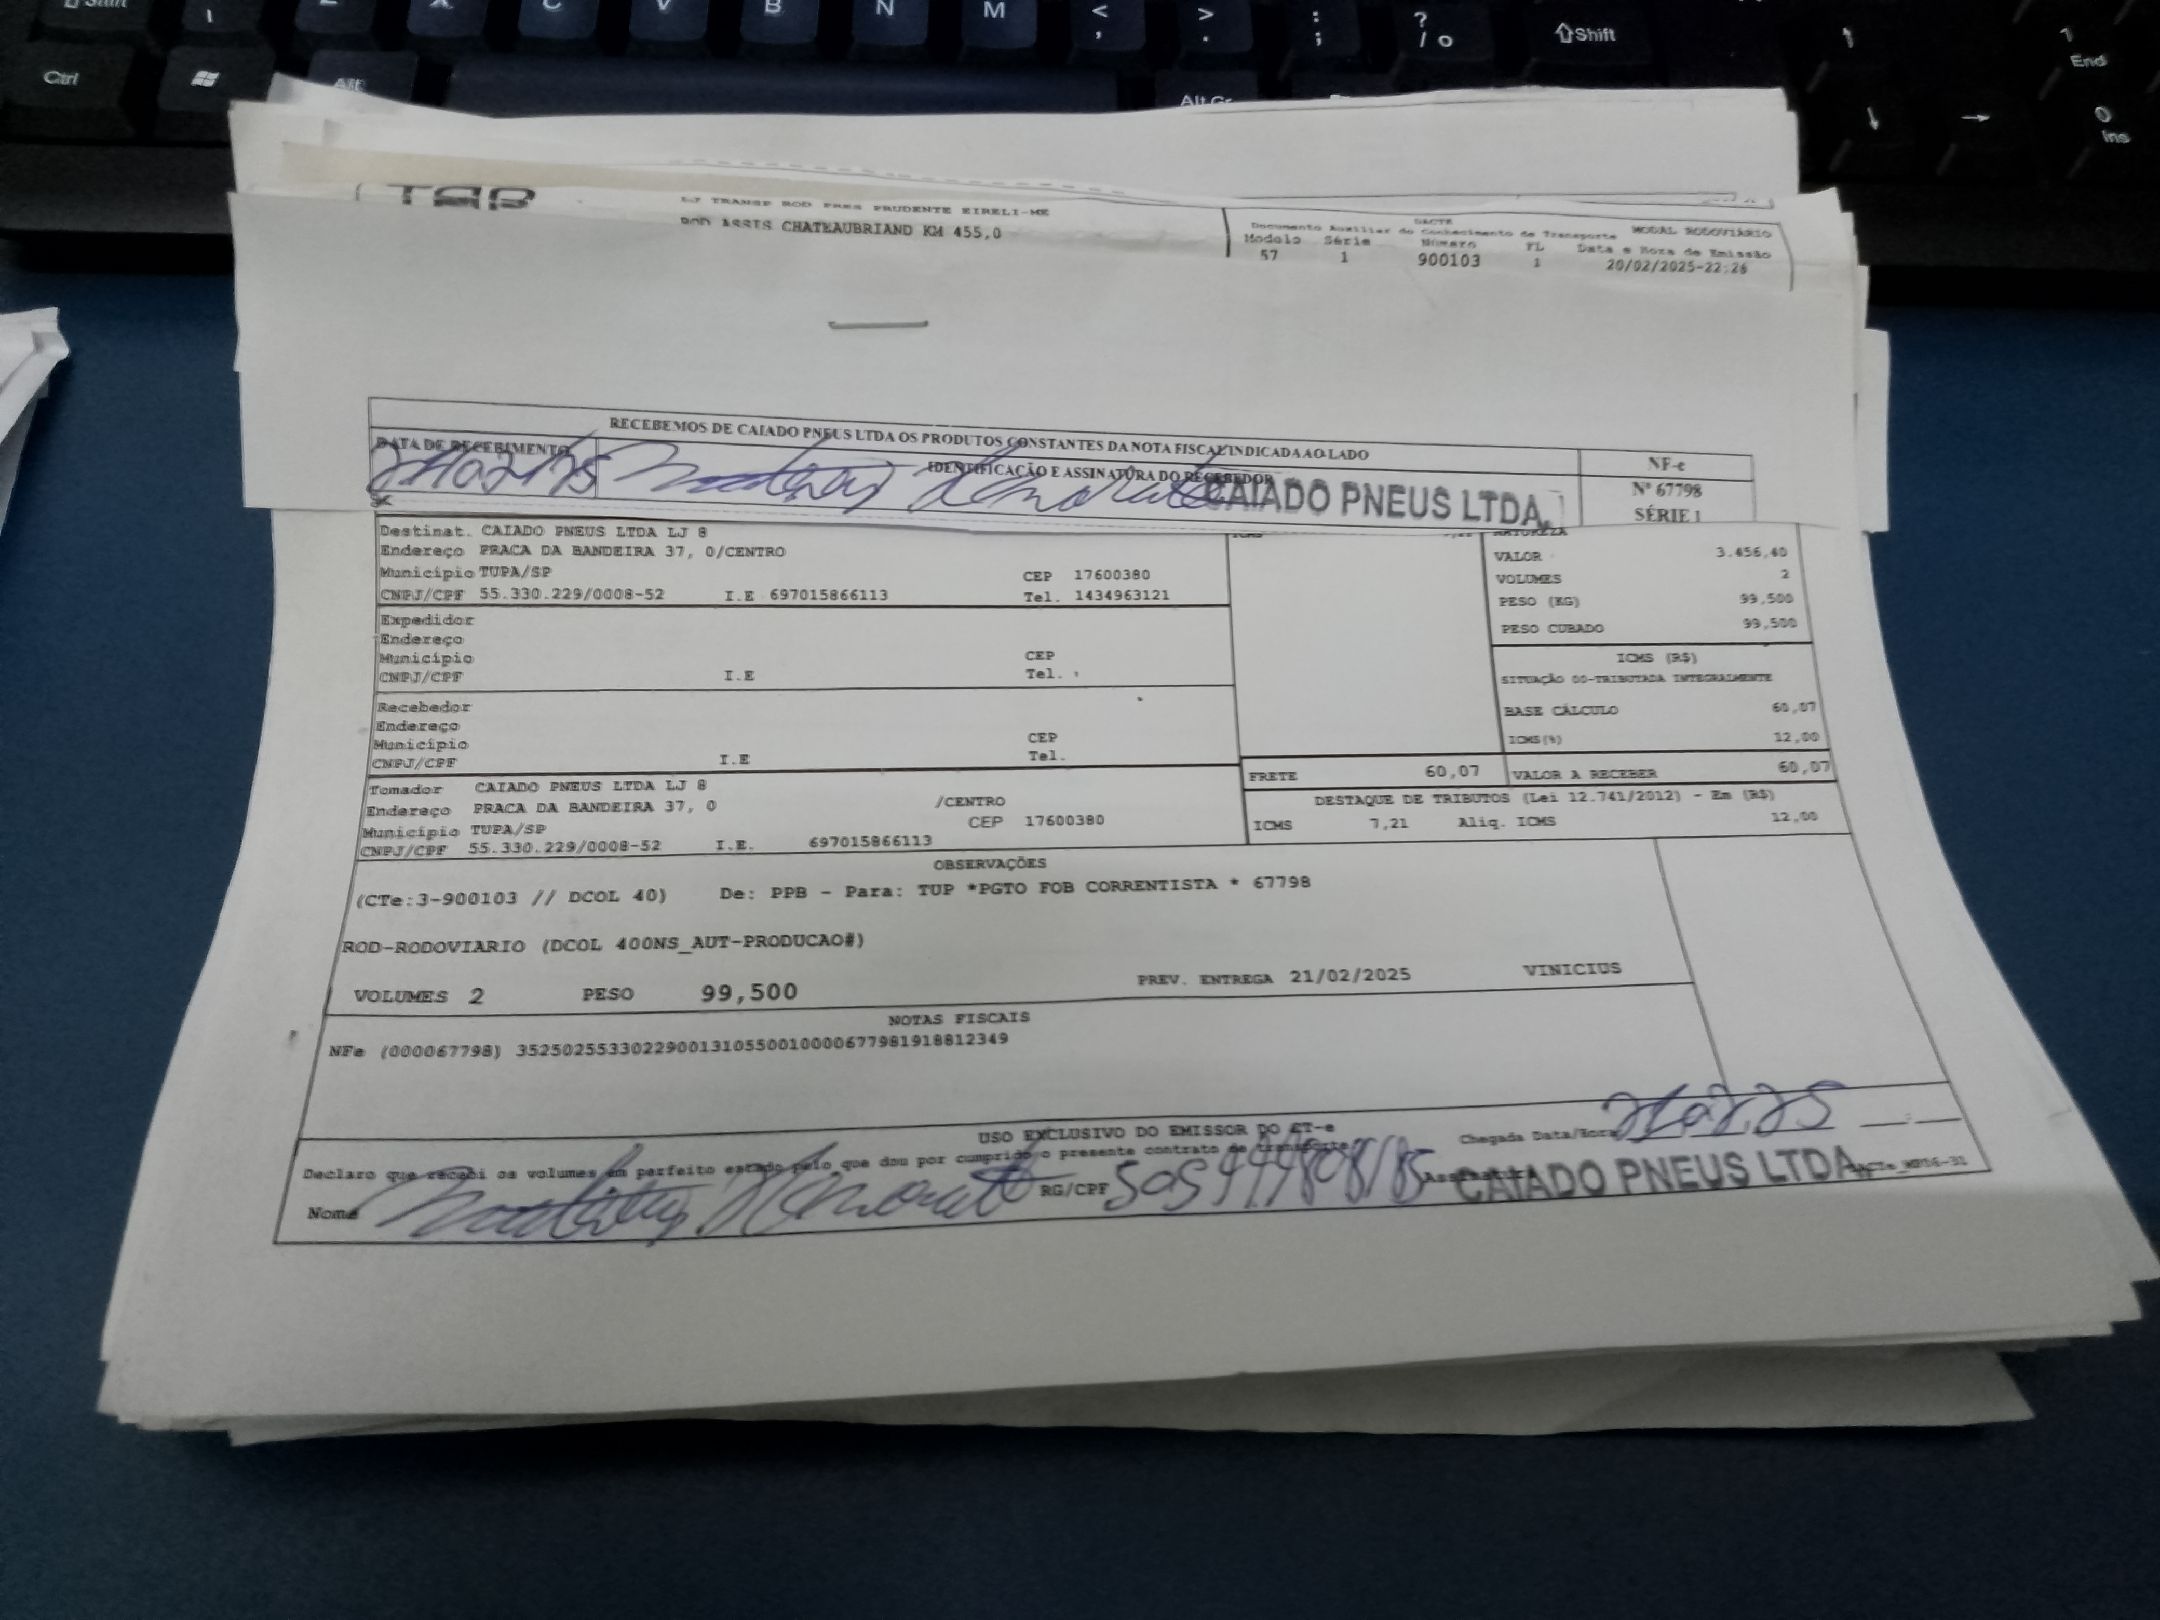 Shift
Z X C V B N M < , > . : ; ? / ° Shift
Ctrl Alt Alt Gr End 0 Ins
TRANSP ROD PRES PRUDENTE EIRELI-ME
ROD ASSIS CHATEAUBRIAND KM 455,0
DACTE
Documento Auxiliar do Conhecimento de Transporte MODAL RODOVIÁRIO
Modelo Série Número FL Data e Hora de Emissão
57 1 900103 1 20/02/2025-22:26
RECEBEMOS DE CAIADO PNEUS LTDA OS PRODUTOS CONSTANTES DA NOTA FISCAL INDICADA AO LADO
NF-e
DATA DE RECEBIMENTO
IDENTIFICAÇÃO E ASSINATURA DO RECEBEDOR
Nº 67798
CAIADO PNEUS LTDA.
SÉRIE 1
Destinat. CAIADO PNEUS LTDA LJ 8
Endereço PRACA DA BANDEIRA 37, 0/CENTRO
Município TUPA/SP CEP 17600380
CNPJ/CPF 55.330.229/0008-52 I.E 697015866113 Tel. 1434963121
NATUREZA
VALOR 3.456,40
VOLUMES 2
PESO (KG) 99,500
PESO CUBADO 99,500
Expedidor
Endereço
Município CEP
CNPJ/CPF I.E Tel.
ICMS (R$)
SITUAÇÃO 00-TRIBUTADA INTEGRALMENTE
BASE CÁLCULO 60,07
ICMS(%) 12,00
Recebedor
Endereço
Município CEP
CNPJ/CPF I.E Tel.
FRETE 60,07 VALOR A RECEBER 60,07
Tomador CAIADO PNEUS LTDA LJ 8
Endereço PRACA DA BANDEIRA 37, 0 /CENTRO
Município TUPA/SP CEP 17600380
CNPJ/CPF 55.330.229/0008-52 I.E. 697015866113
DESTAQUE DE TRIBUTOS (Lei 12.741/2012) - Em (R$)
ICMS 7,21 Aliq. ICMS 12,00
OBSERVAÇÕES
(CTe:3-900103 // DCOL 40) De: PPB - Para: TUP *PGTO FOB CORRENTISTA * 67798
ROD-RODOVIARIO (DCOL 400NS_AUT-PRODUCAO#)
VOLUMES 2 PESO 99,500 PREV. ENTREGA 21/02/2025 VINICIUS
NOTAS FISCAIS
NFe (000067798) 35250255330229001310550010000677981918812349
USO EXCLUSIVO DO EMISSOR DO CT-e
Declaro que recebi os volumes em perfeito estado pelo que dou por cumprido o presente contrato de transporte
Chegada Data/Hora
Nome RG/CPF
CAIADO PNEUS LTDA.